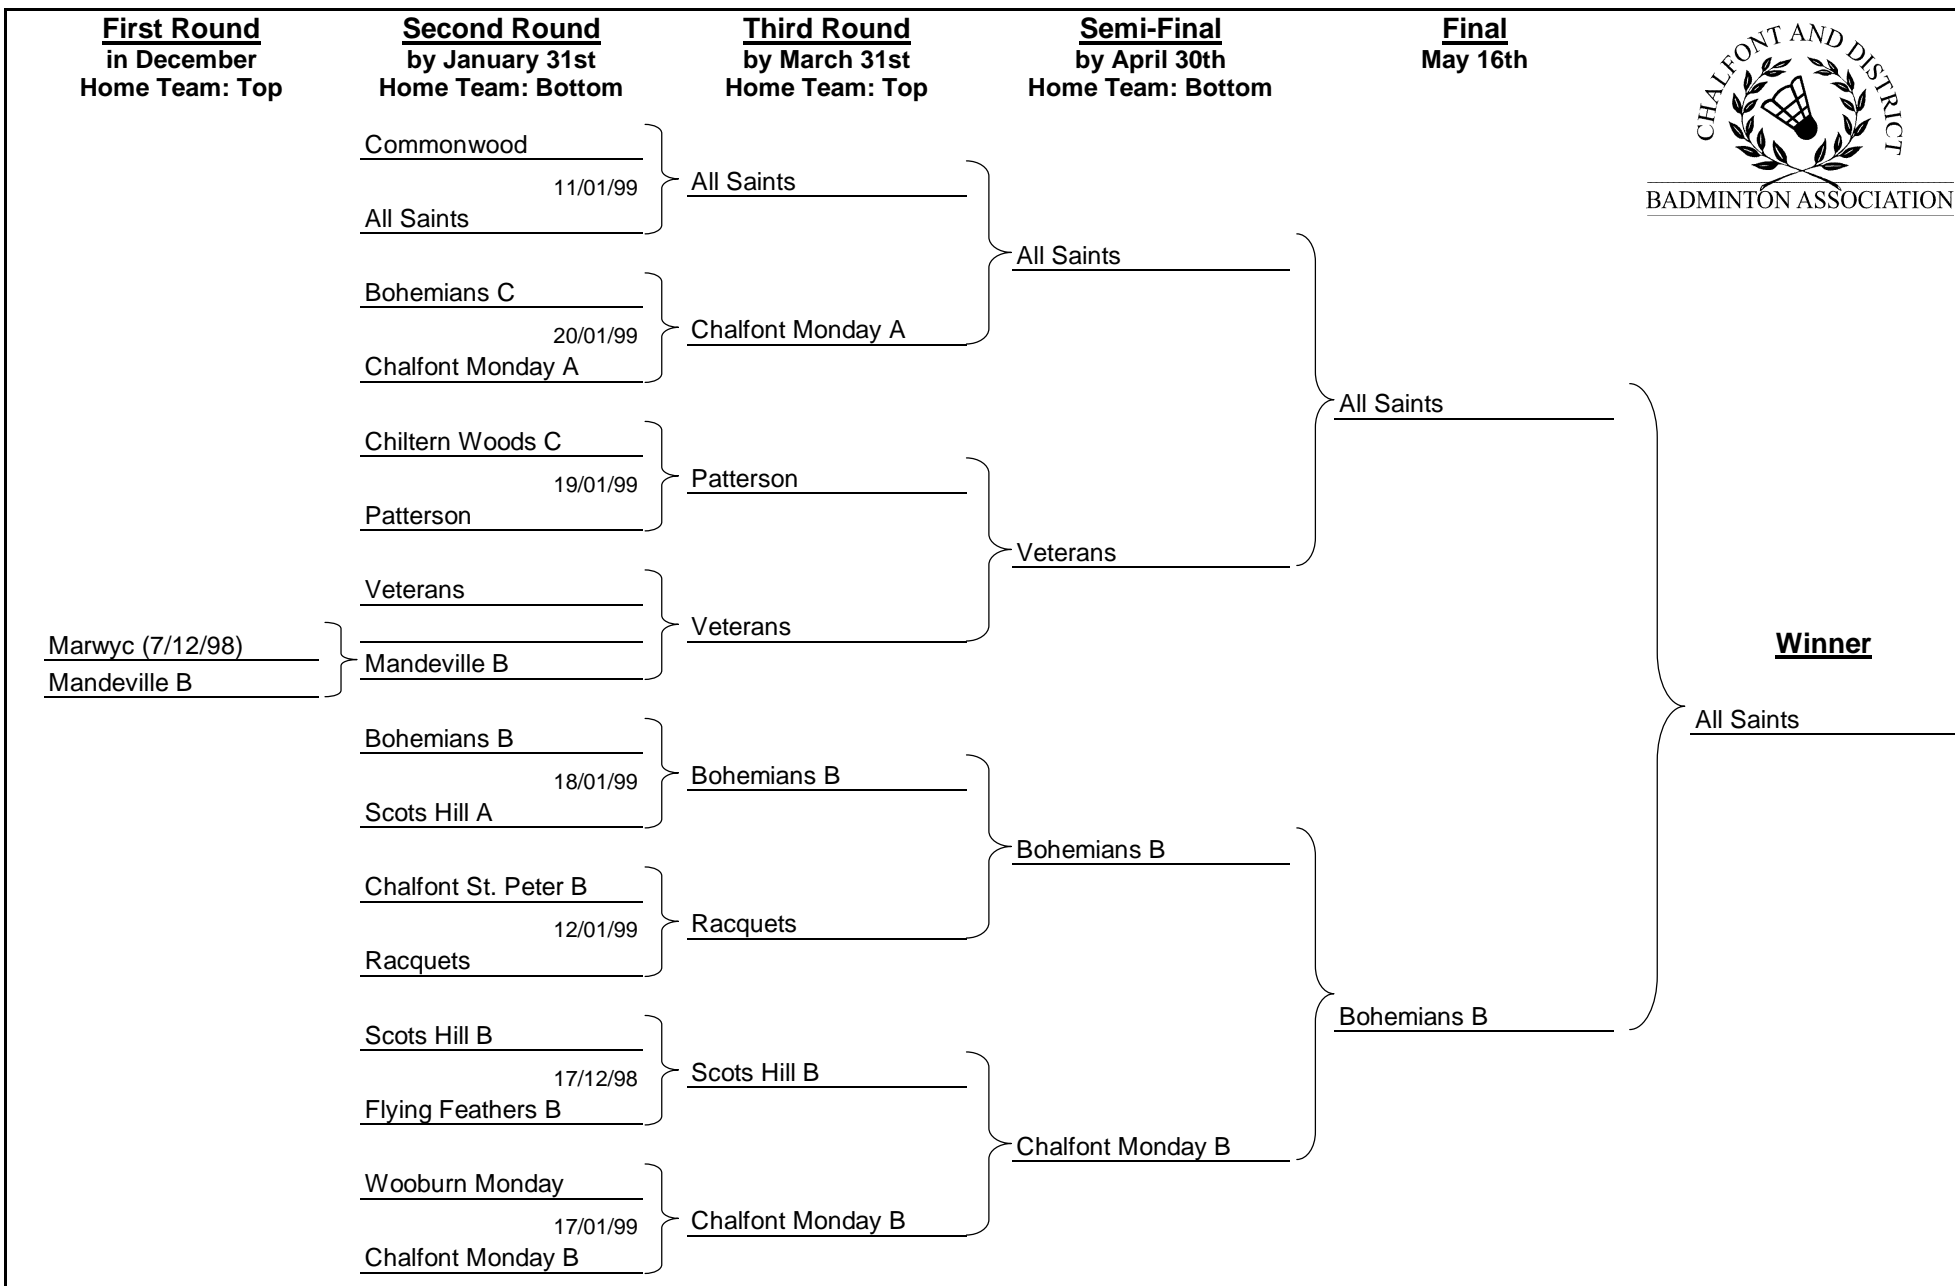 First Round
in December
Home Team: Top
Second Round
by January 31st
Home Team: Bottom
Third Round
by March 31st
Home Team: Top
Semi-Final
by April 30th
Home Team: Bottom
Final
May 16th
CHALFONT AND DISTRICT
BADMINTON ASSOCIATION
Marwyc (7/12/98)
Mandeville B
Commonwood
11/01/99
All Saints
Bohemians C
20/01/99
Chalfont Monday A
Chiltern Woods C
19/01/99
Patterson
Veterans
Mandeville B
Bohemians B
18/01/99
Scots Hill A
Chalfont St. Peter B
12/01/99
Racquets
Scots Hill B
17/12/98
Flying Feathers B
Wooburn Monday
17/01/99
Chalfont Monday B
All Saints
Chalfont Monday A
Patterson
Veterans
Bohemians B
Racquets
Scots Hill B
Chalfont Monday B
All Saints
Veterans
Bohemians B
Chalfont Monday B
All Saints
Bohemians B
Winner
All Saints